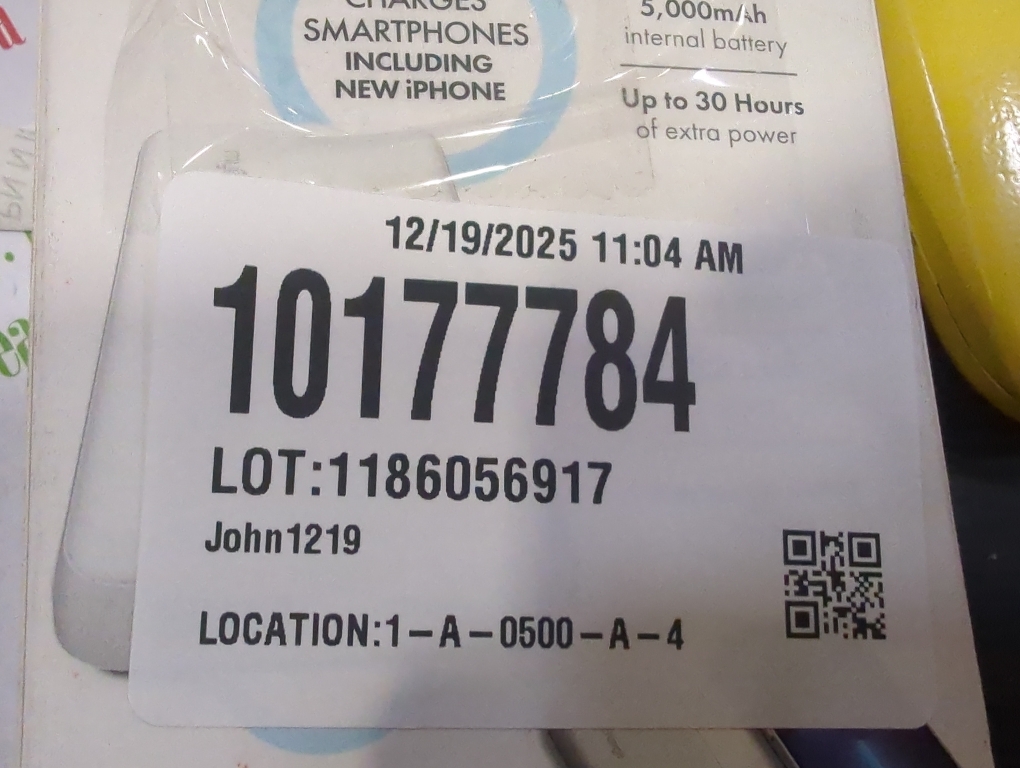 CHARGES
SMARTPHONES
INCLUDING
NEW iPHONE
5,000mAh
internal battery
Up to 30 Hours
of extra power
12/19/2025 11:04 AM
10177784
LOT:1186056917
John1219
LOCATION:1-A-0500-A-4